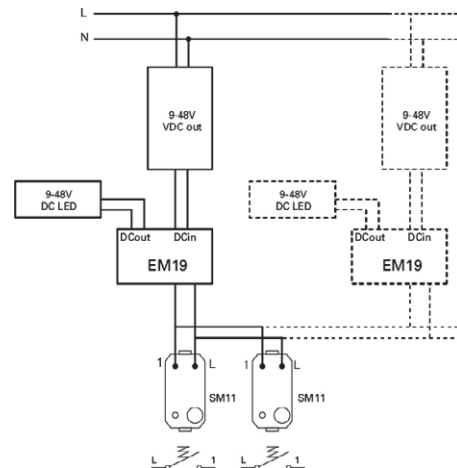 L
N
9-48V
VDC out
9-48V
VDC out
9-48V
DC LED
9-48V
DC LED
DCout DCin
EM19
DCout DCin
EM19
1 L
SM11
1 L
SM11
L 1
L 1